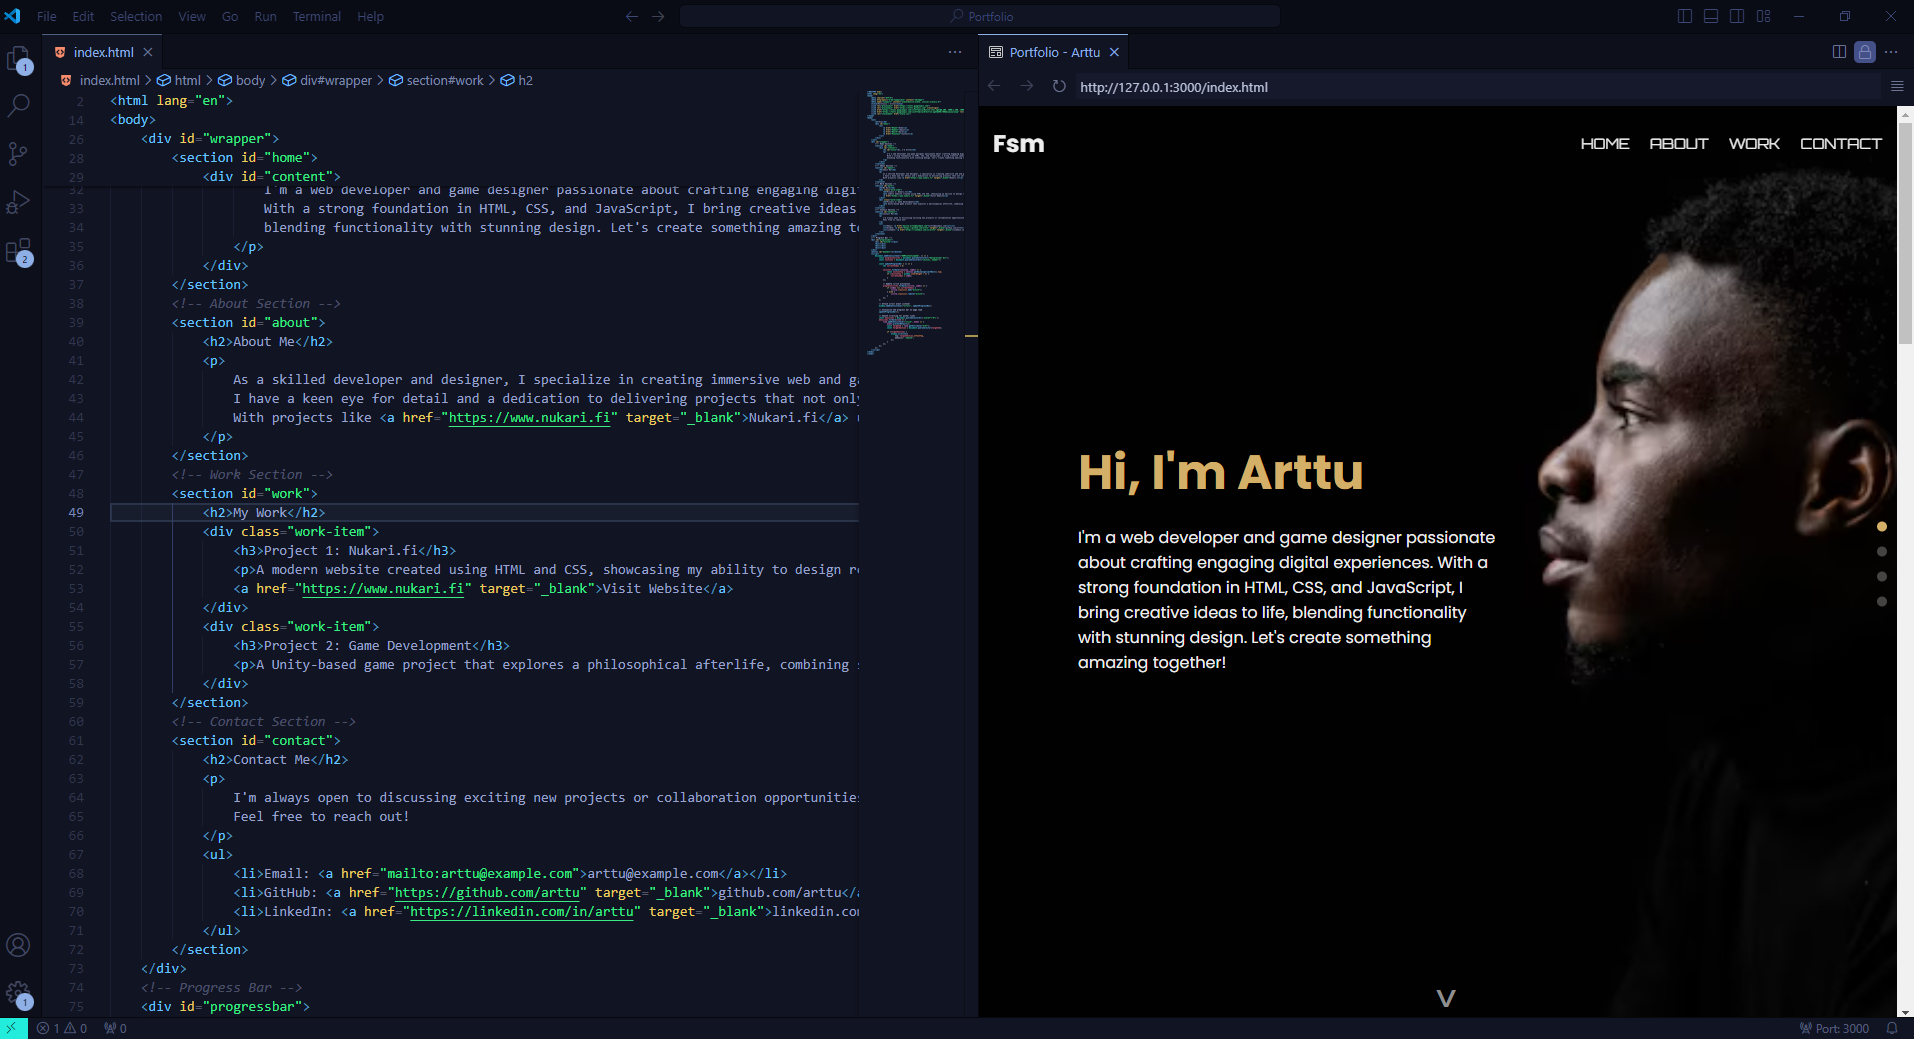 File Edit Selection View Go Run Terminal Help
Portfolio
index.html
index.html > html > body > div#wrapper > section#work > h2
2 <html lang="en">
14 <body>
26 <div id="wrapper">
28 <section id="home">
29 <div id="content">
32 I'm a web developer and game designer passionate about crafting engaging digi
33 With a strong foundation in HTML, CSS, and JavaScript, I bring creative ideas
34 blending functionality with stunning design. Let's create something amazing to
35 </p>
36 </div>
37 </section>
38 <!-- About Section -->
39 <section id="about">
40 <h2>About Me</h2>
41 <p>
42 As a skilled developer and designer, I specialize in creating immersive web and ga
43 I have a keen eye for detail and a dedication to delivering projects that not only
44 With projects like <a href="https://www.nukari.fi" target="_blank">Nukari.fi</a>
45 </p>
46 </section>
47 <!-- Work Section -->
48 <section id="work">
49 <h2>My Work</h2>
50 <div class="work-item">
51 <h3>Project 1: Nukari.fi</h3>
52 <p>A modern website created using HTML and CSS, showcasing my ability to design re
53 <a href="https://www.nukari.fi" target="_blank">Visit Website</a>
54 </div>
55 <div class="work-item">
56 <h3>Project 2: Game Development</h3>
57 <p>A Unity-based game project that explores a philosophical afterlife, combining
58 </div>
59 </section>
60 <!-- Contact Section -->
61 <section id="contact">
62 <h2>Contact Me</h2>
63 <p>
64 I'm always open to discussing exciting new projects or collaboration opportunities
65 Feel free to reach out!
66 </p>
67 <ul>
68 <li>Email: <a href="mailto:arttu@example.com">arttu@example.com</a></li>
69 <li>GitHub: <a href="https://github.com/arttu" target="_blank">github.com/arttu</a
70 <li>LinkedIn: <a href="https://linkedin.com/in/arttu" target="_blank">linkedin.com
71 </ul>
72 </section>
73 </div>
74 <!-- Progress Bar -->
75 <div id="progressbar">
1
2
1
1 0
0
Portfolio - Arttu
http://127.0.0.1:3000/index.html
Fsm
HOME ABOUT WORK CONTACT
Hi, I'm Arttu
I'm a web developer and game designer passionate
about crafting engaging digital experiences. With a
strong foundation in HTML, CSS, and JavaScript, I
bring creative ideas to life, blending functionality
with stunning design. Let's create something
amazing together!
V
Port: 3000